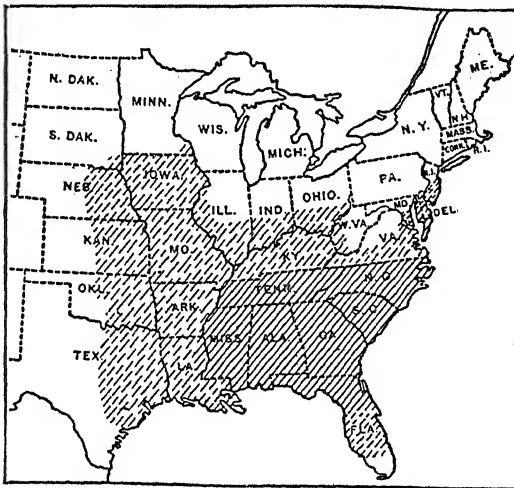 ME.
N. DAK.
MINN.
VT.
N.H.
S. DAK.
WIS.
MICH.
N.Y.
MASS.
CONN.
R.I.
NEB.
IOWA.
PA.
N.J.
ILL.
IND.
OHIO.
MD.
DEL.
W.VA.
VA.
KAN.
MO.
KY.
OKL.
ARK.
TENN.
N.C.
S.C.
TEX.
LA.
MISS.
ALA.
GA.
FLA.